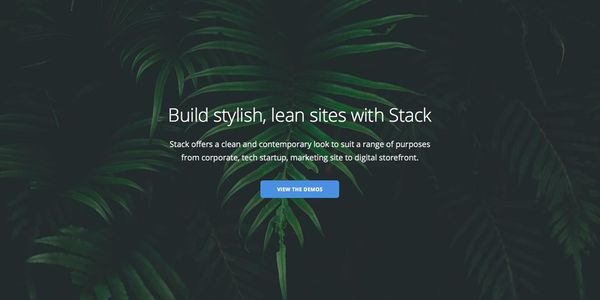 Build stylish, lean sites with Stack
Stack offers a clean and contemporary look to suit a range of purposes
from corporate, tech startup, marketing site to digital storefront.
VIEW THE DEMOS